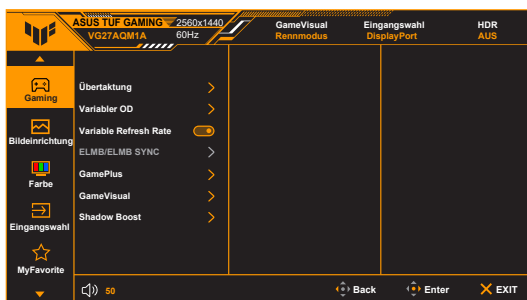 ASUS TUF GAMING 2560x1440 GameVisual Eingangswahl HDR
VG27AQM1A 60Hz Rennmodus DisplayPort AUS
Gaming
Bildeinrichtung
Farbe
Eingangswahl
MyFavorite
Übertaktung
Variabler OD
Variable Refresh Rate
ELMB/ELMB SYNC
GamePlus
GameVisual
Shadow Boost
50 Back Enter EXIT